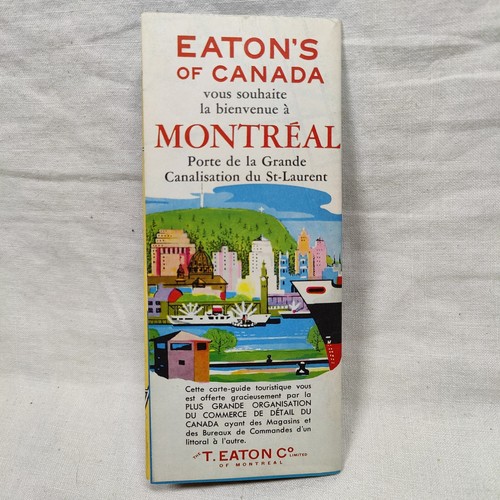 EATON'S
OF CANADA
vous souhaite
la bienvenue à
MONTRÉAL
Porte de la Grande
Canalisation du St-Laurent
Cette carte-guide touristique vous
est offerte gracieusement par la
PLUS GRANDE ORGANISATION
DU COMMERCE DE DÉTAIL DU
CANADA ayant des Magasins et
des Bureaux de Commandes d'un
littoral à l'autre.
THE T. EATON Co LIMITED
OF MONTREAL